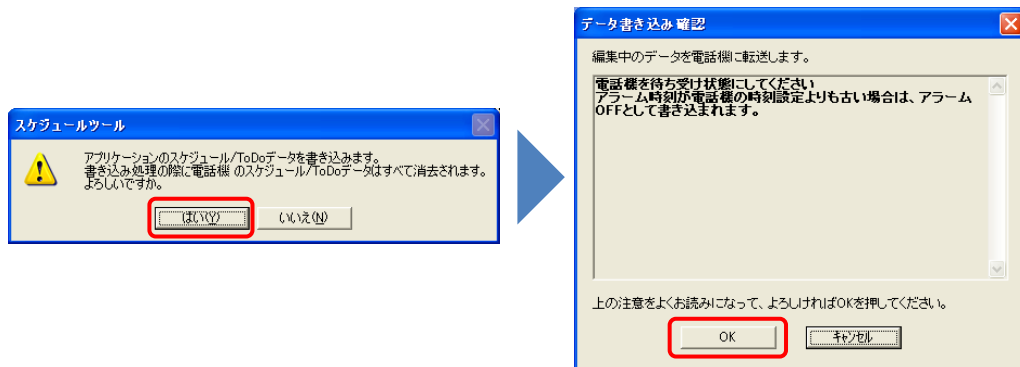 スケジュールツール
アプリケーションのスケジュール/ToDoデータを書き込みます。
書き込み処理の際に電話機 のスケジュール/ToDoデータはすべて消去されます。
よろしいですか。
はい(Y)
いいえ(N)
データ書き込み確認
編集中のデータを電話機に転送します。
電話機を待ち受け状態にしてください
アラーム時刻が電話機の時刻設定よりも古い場合は、アラーム
OFFとして書き込まれます。
上の注意をよくお読みになって、よろしければOKを押してください。
OK
キャンセル